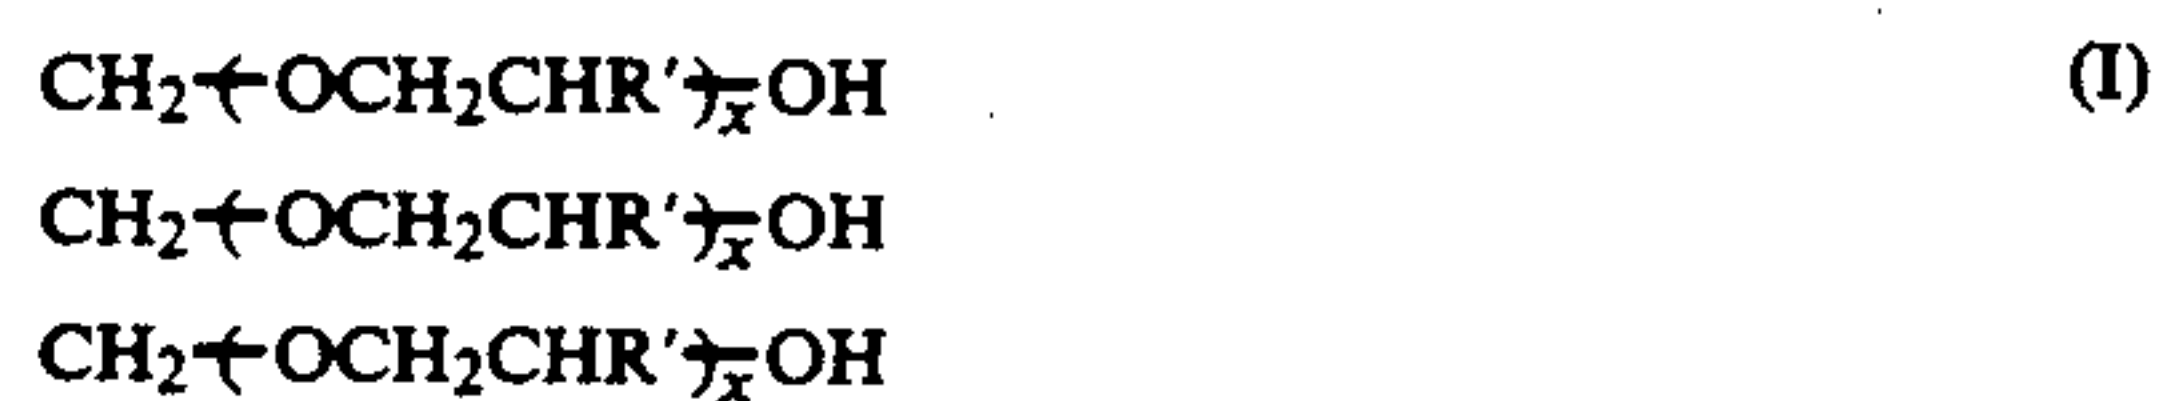 CH₂-(-OCH₂CHR′-)-ₓOH (I)
CH₂-(-OCH₂CHR′-)-ₓOH
CH₂-(-OCH₂CHR′-)-ₓOH